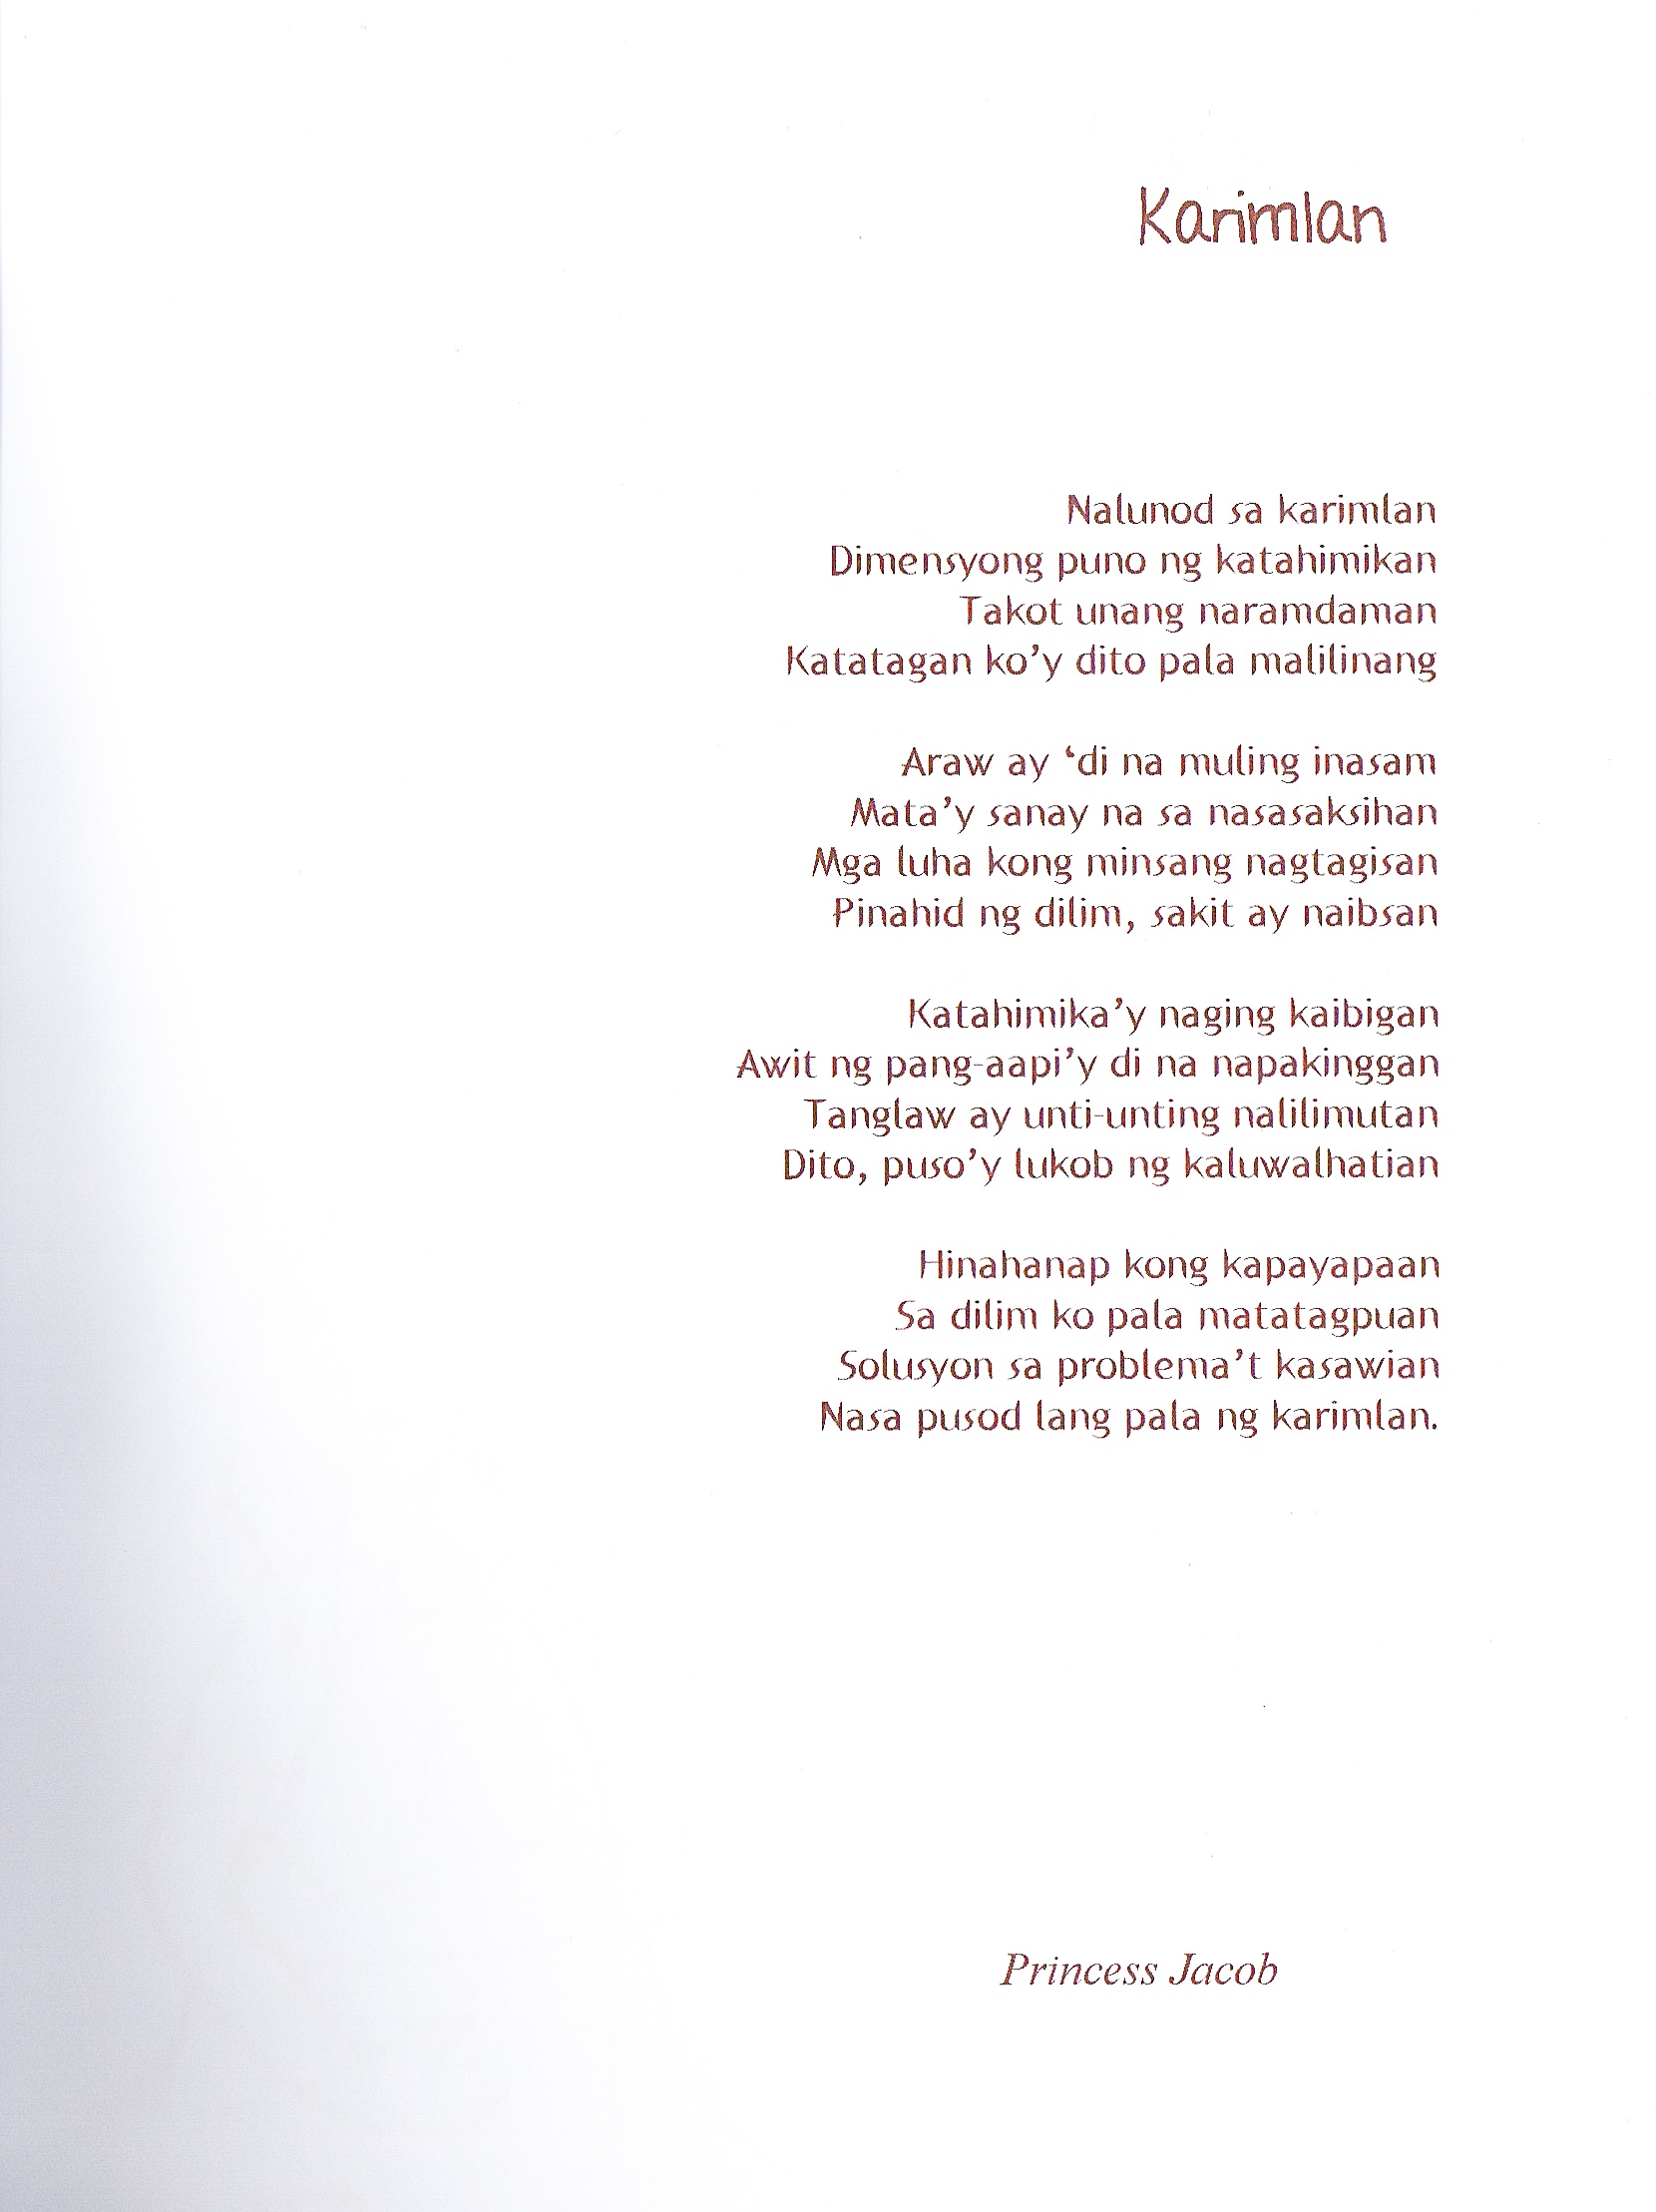 Karimlan
Nalunod sa karimlan
Dimensyong puno ng katahimikan
Takot unang naramdaman
Katatagan ko’y dito pala malilinang
Araw ay ‘di na muling inasam
Mata’y sanay na sa nasasaksihan
Mga luha kong minsang nagtagisan
Pinahid ng dilim, sakit ay naibsan
Katahimika’y naging kaibigan
Awit ng pang-aapi’y di na napakinggan
Tanglaw ay unti-unting nalilimutan
Dito, puso’y lukob ng kaluwalhatian
Hinahanap kong kapayapaan
Sa dilim ko pala matatagpuan
Solusyon sa problema’t kasawian
Nasa pusod lang pala ng karimlan.
Princess Jacob